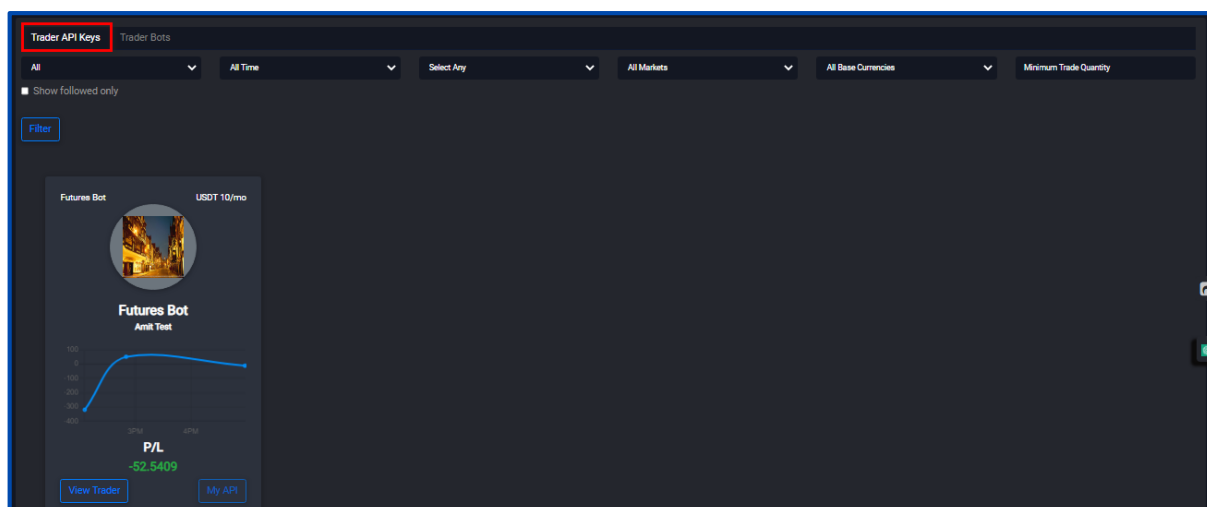 Trader API Keys Trader Bots
All All Time Select Any All Markets All Base Currencies Minimum Trade Quantity
Show followed only
Filter
Futures Bot USDT 10/mo
Futures Bot
Amit Test
100
0
-100
-200
-300
-400
3PM 4PM
P/L
-52.5409
View Trader My API